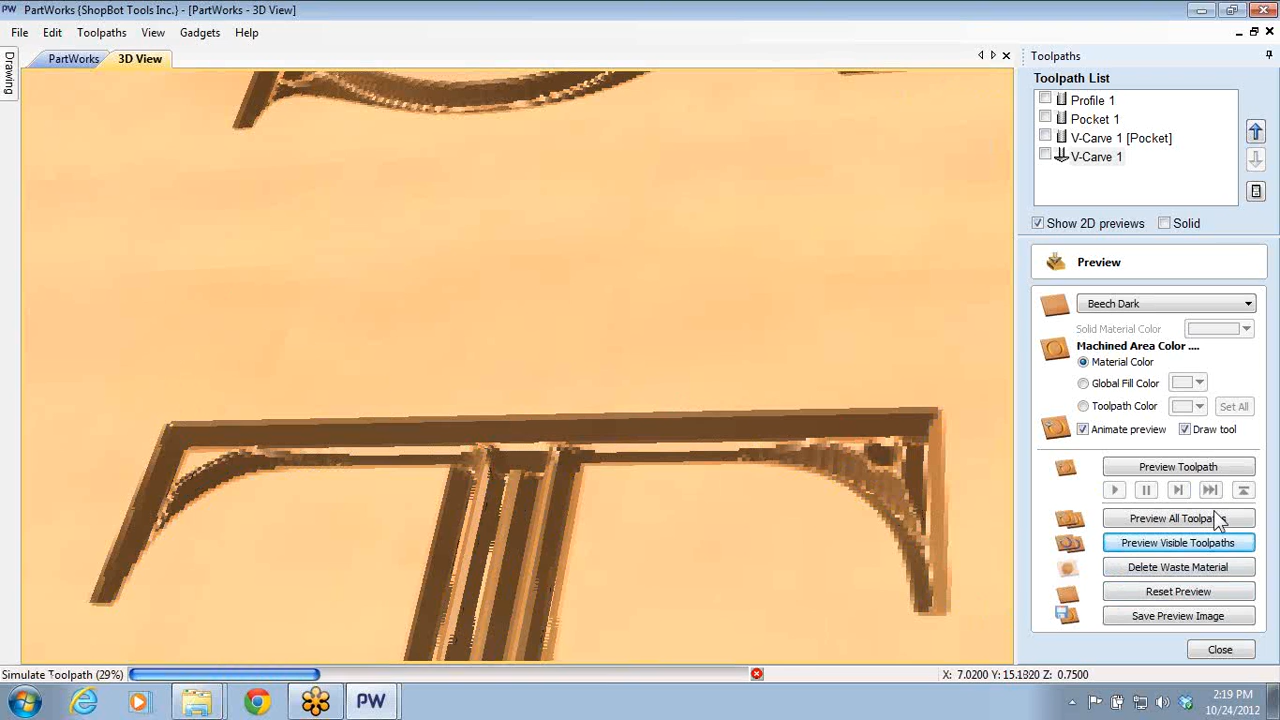 PartWorks {ShopBot Tools Inc.} - [PartWorks - 3D View]
File Edit Toolpaths View Gadgets Help
Drawing
PartWorks 3D View
Toolpaths
Toolpath List
Profile 1
Pocket 1
V-Carve 1 [Pocket]
V-Carve 1
Show 2D previews Solid
Preview
Beech Dark
Solid Material Color
Machined Area Color ....
Material Color
Global Fill Color
Toolpath Color Set All
Animate preview Draw tool
Preview Toolpath
Preview All Toolpaths
Preview Visible Toolpaths
Delete Waste Material
Reset Preview
Save Preview Image
Close
Simulate Toolpath (29%) X: 7.0200 Y:15.1820 Z: 0.7500
PW
2:19 PM
10/24/2012